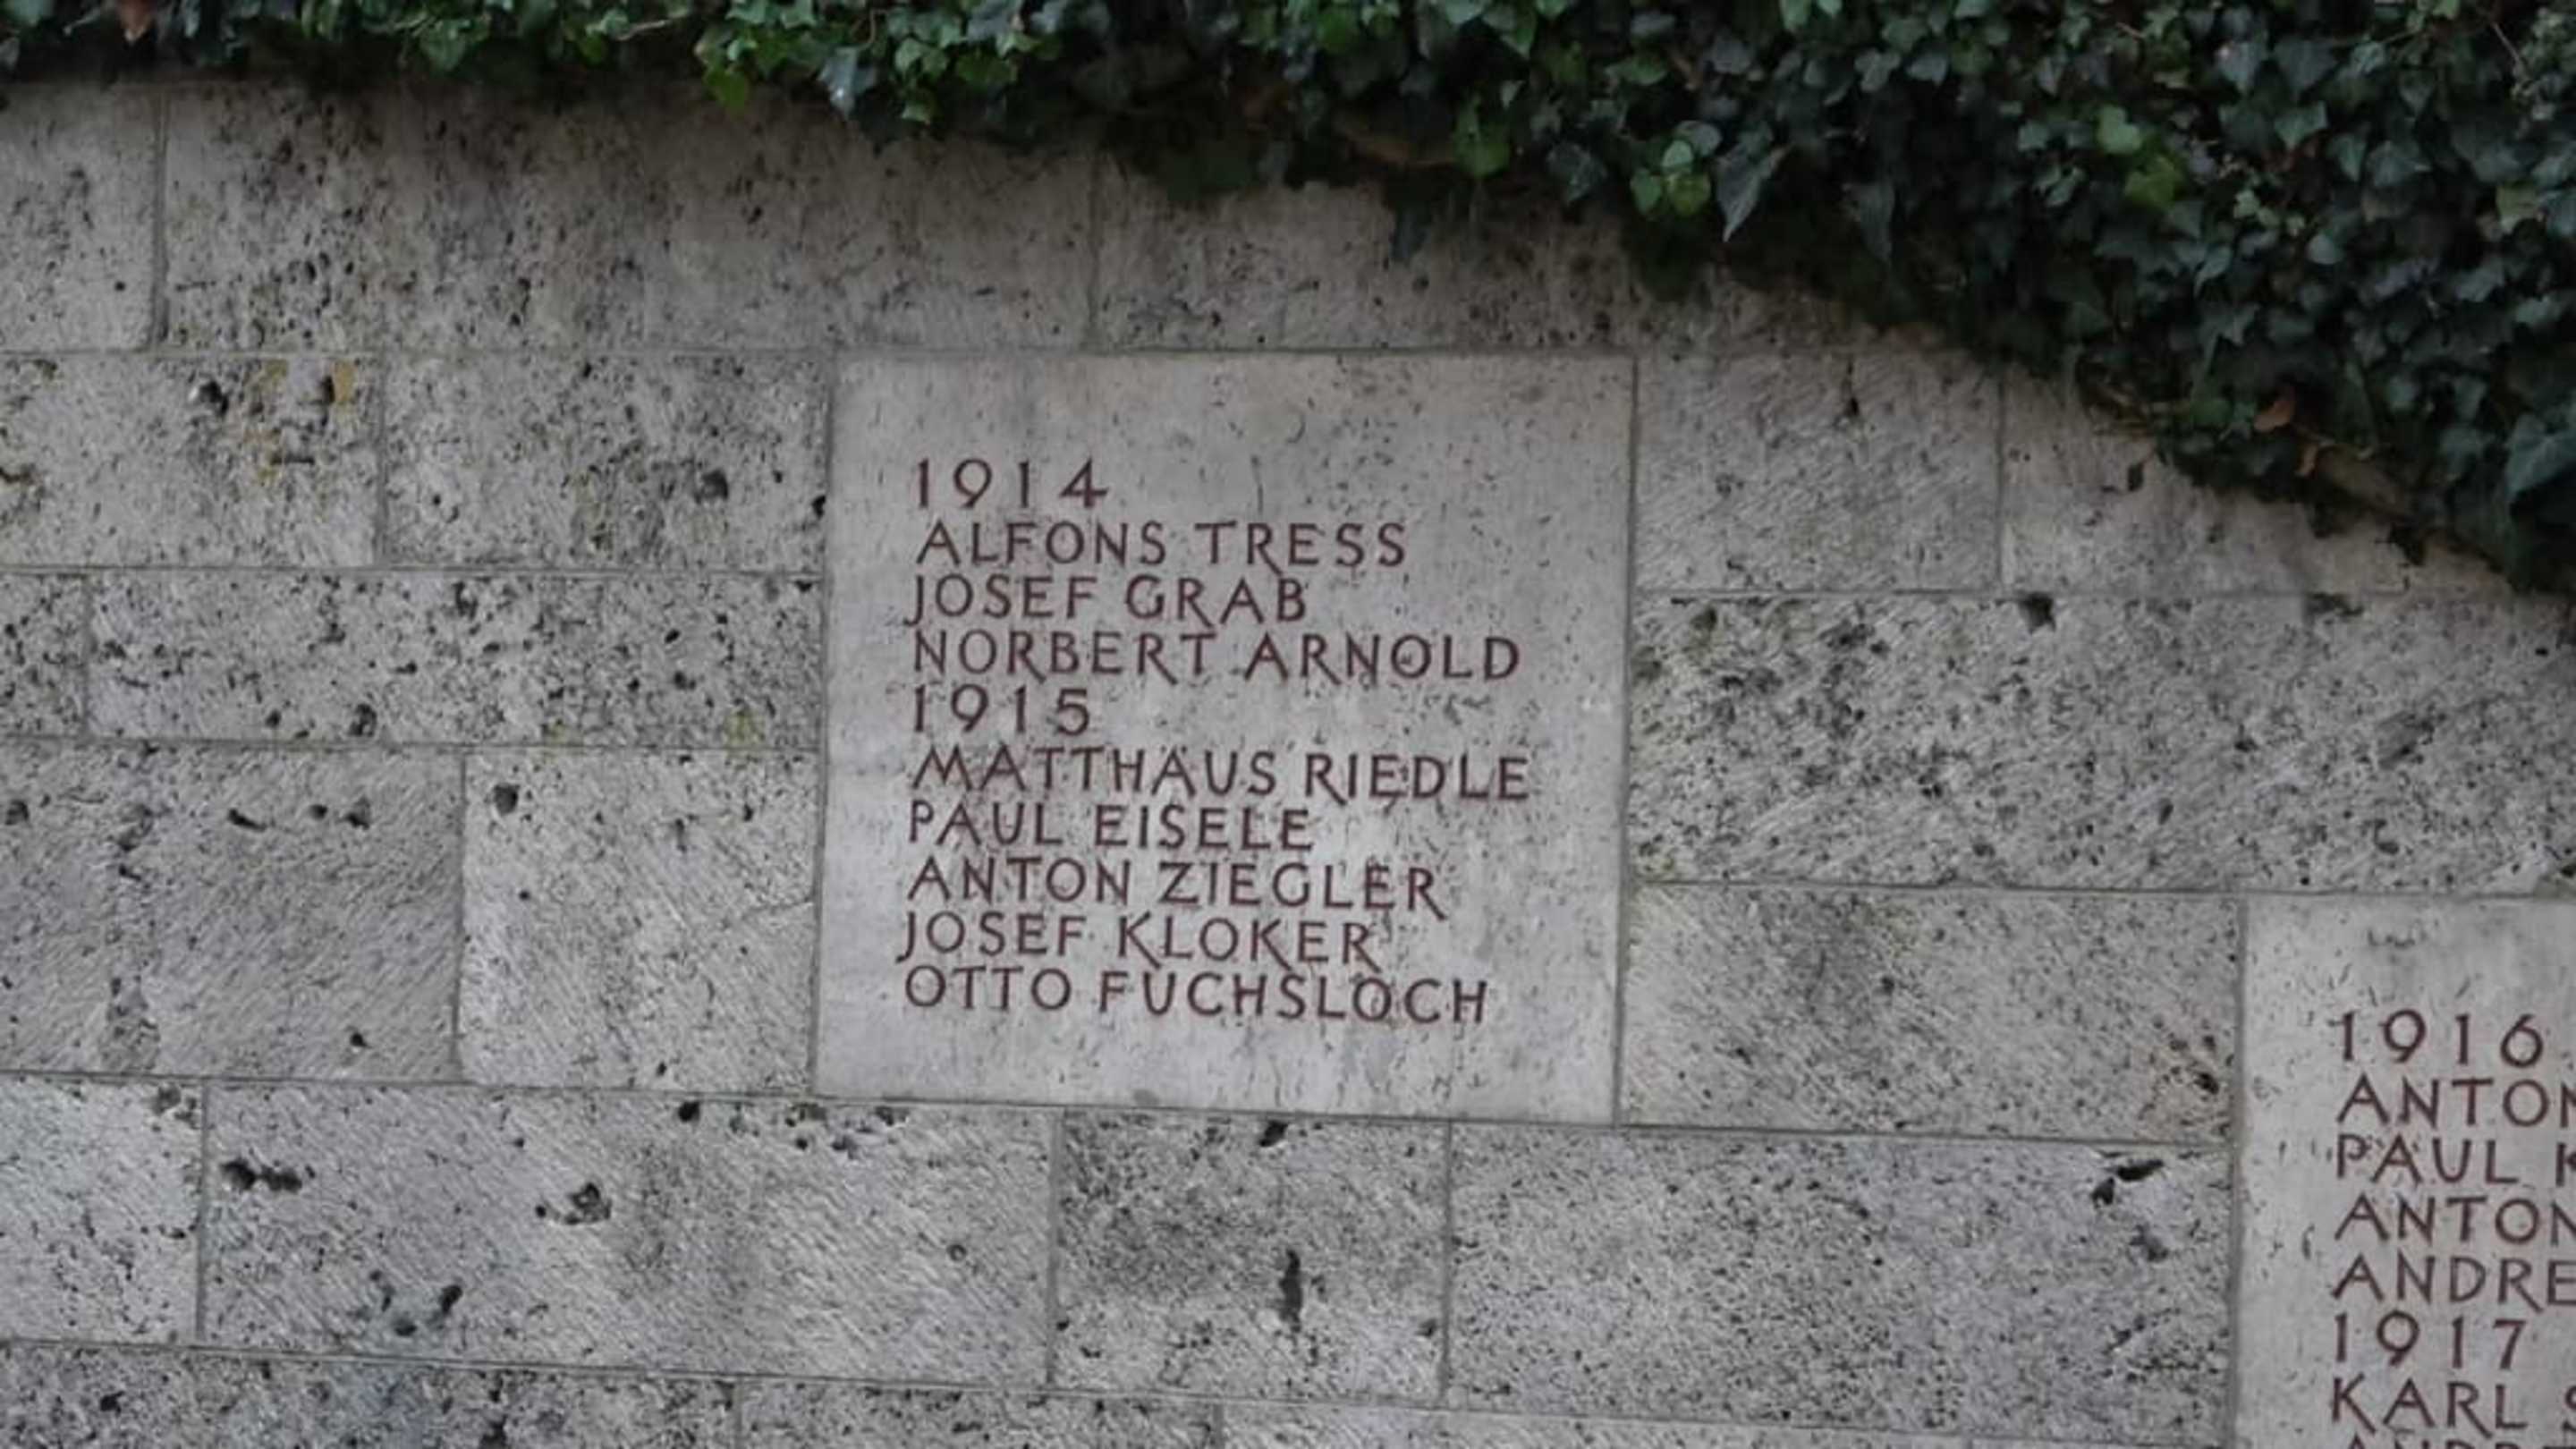 1914
ALFONS TRESS
JOSEF GRAB
NORBERT ARNOLD
1915
MATTHÄUS RIEDLE
PAUL EISELE
ANTON ZIEGLER
JOSEF KLOKER
OTTO FUCHSLOCH
1916
ANTON
PAUL K
ANTON
ANDRE
1917
KARL S